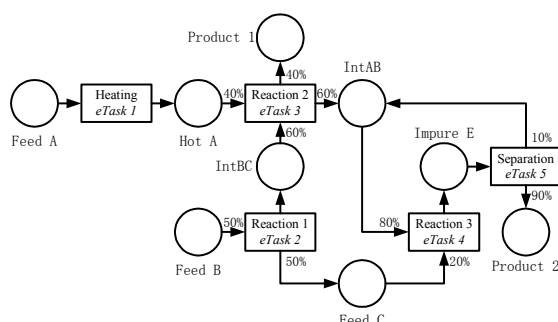 Product 1
IntAB
40%
Heating
eTask 1
40%
Reaction 2
eTask 3
60%
10%
Feed A
Hot A
60%
Impure E
Separation
eTask 5
IntBC
90%
50%
Reaction 1
eTask 2
80%
Reaction 3
eTask 4
Feed B
50%
20%
Product 2
Feed C